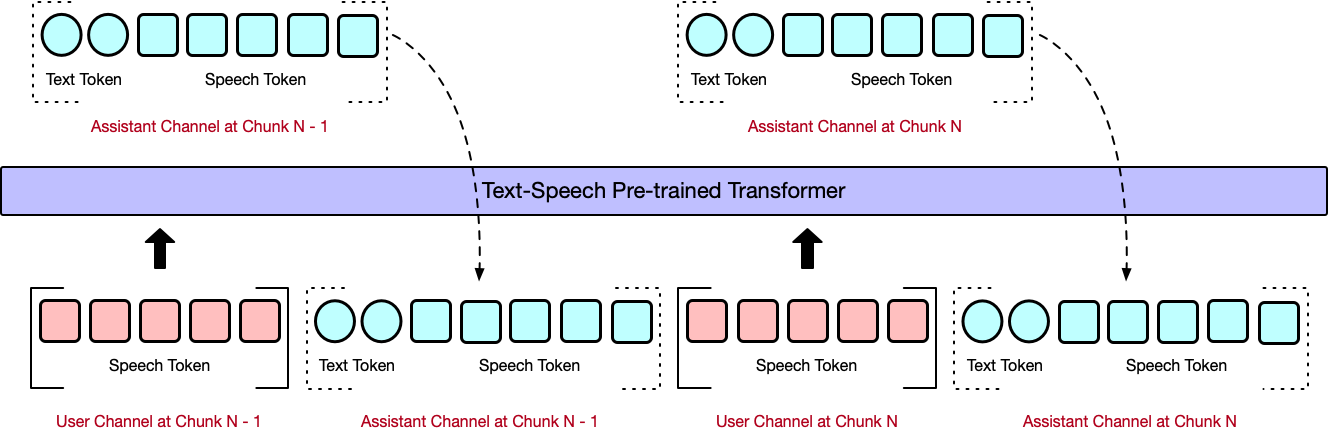 Text Token Speech Token Text Token Speech Token
Assistant Channel at Chunk N - 1 Assistant Channel at Chunk N
Text-Speech Pre-trained Transformer
Speech Token Text Token Speech Token Speech Token Text Token Speech Token
User Channel at Chunk N - 1 Assistant Channel at Chunk N - 1 User Channel at Chunk N Assistant Channel at Chunk N